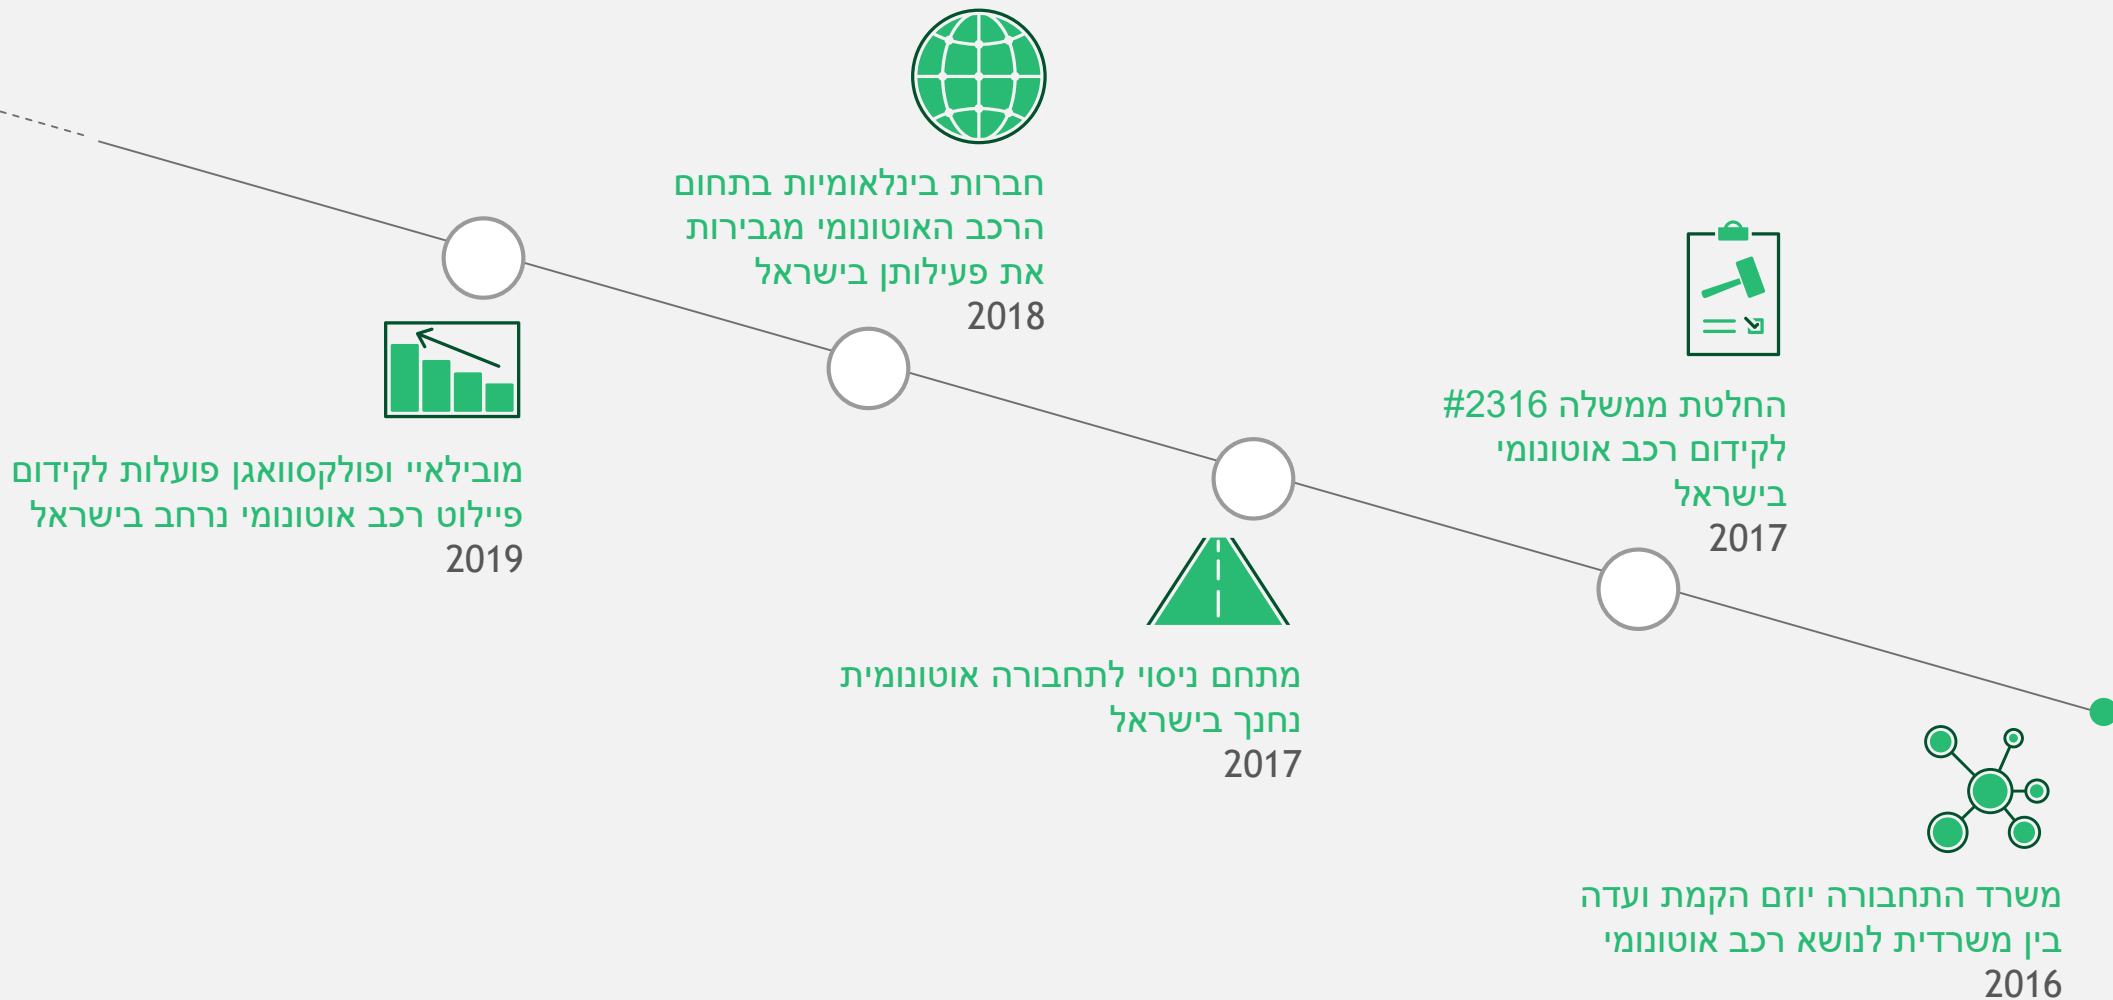 משרד התחבורה יוזם הקמת ועדה
בין משרדית לנושא רכב אוטונומי
2016
החלטת ממשלה 2316#
לקידום רכב אוטונומי
בישראל
2017
מתחם ניסוי לתחבורה אוטונומית
נחנך בישראל
2017
חברות בינלאומיות בתחום
הרכב האוטונומי מגבירות
את פעילותן בישראל
2018
מובילאיי ופולקסוואגן פועלות לקידום
פיילוט רכב אוטונומי נרחב בישראל
2019